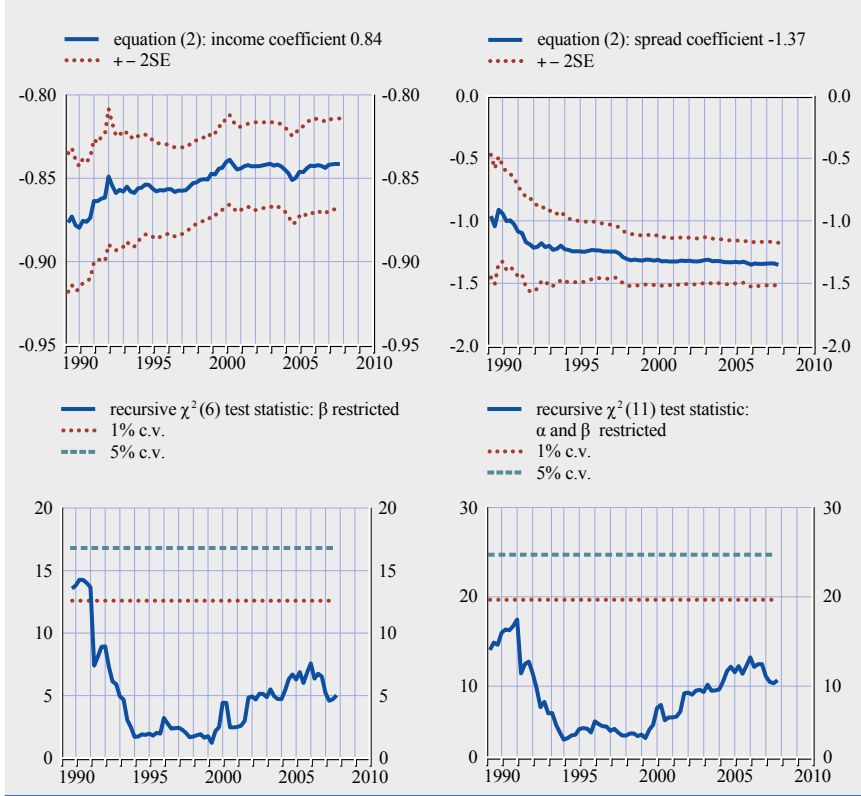 equation (2): income coefficient 0.84
+ – 2SE
-0.80 -0.80
-0.85 -0.85
-0.90 -0.90
-0.95 -0.95
1990 1995 2000 2005 2010
equation (2): spread coefficient -1.37
+ – 2SE
0.0 0.0
-0.5 -0.5
-1.0 -1.0
-1.5 -1.5
-2.0 -2.0
1990 1995 2000 2005 2010
recursive χ² (6) test statistic: β restricted
1% c.v.
5% c.v.
20 20
15 15
10 10
5 5
0 0
1990 1995 2000 2005 2010
recursive χ² (11) test statistic:
α and β restricted
1% c.v.
5% c.v.
30 30
20 20
10 10
0 0
1990 1995 2000 2005 2010